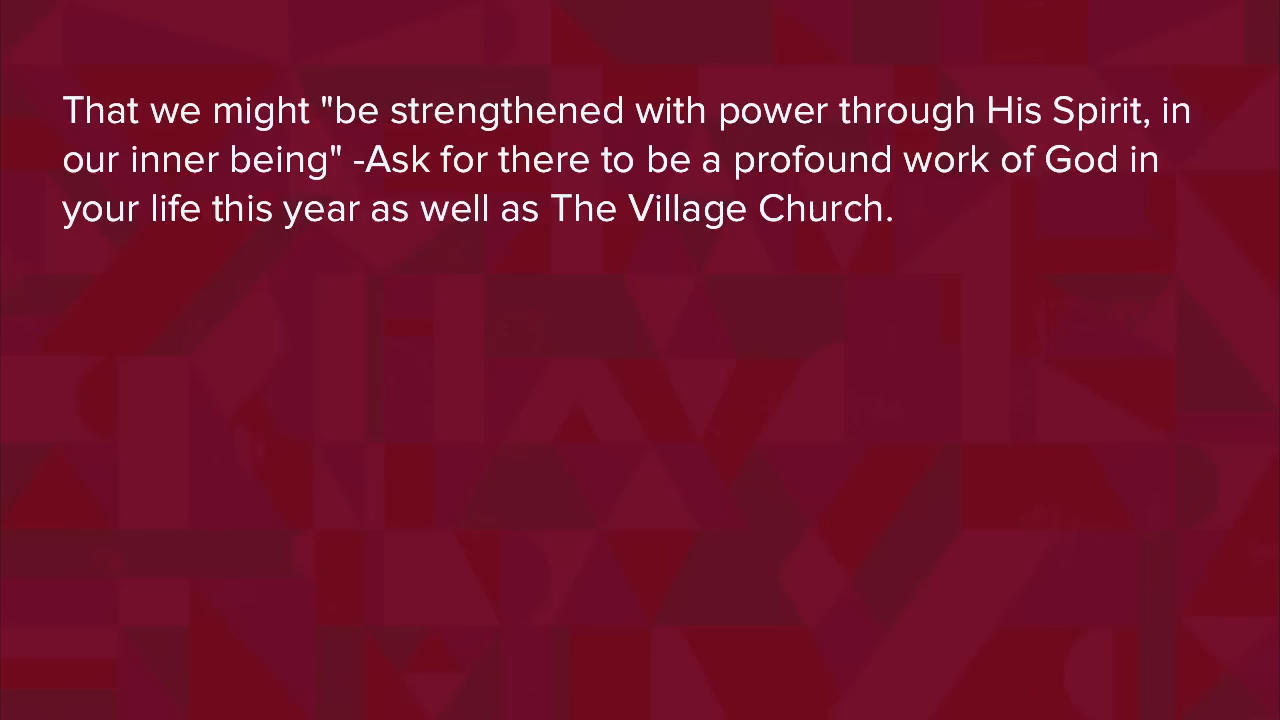 That we might "be strengthened with power through His Spirit, in
our inner being" -Ask for there to be a profound work of God in
your life this year as well as The Village Church.